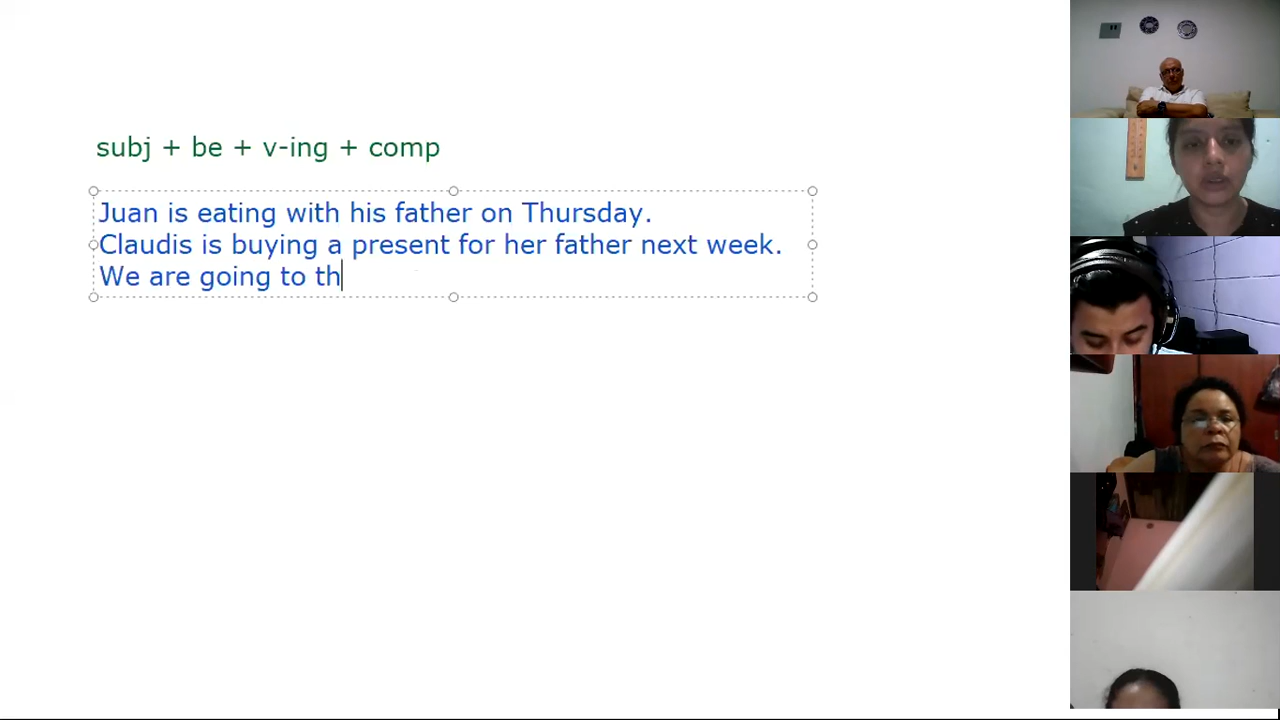 subj + be + v-ing + comp
Juan is eating with his father on Thursday.
Claudis is buying a present for her father next week.
We are going to th